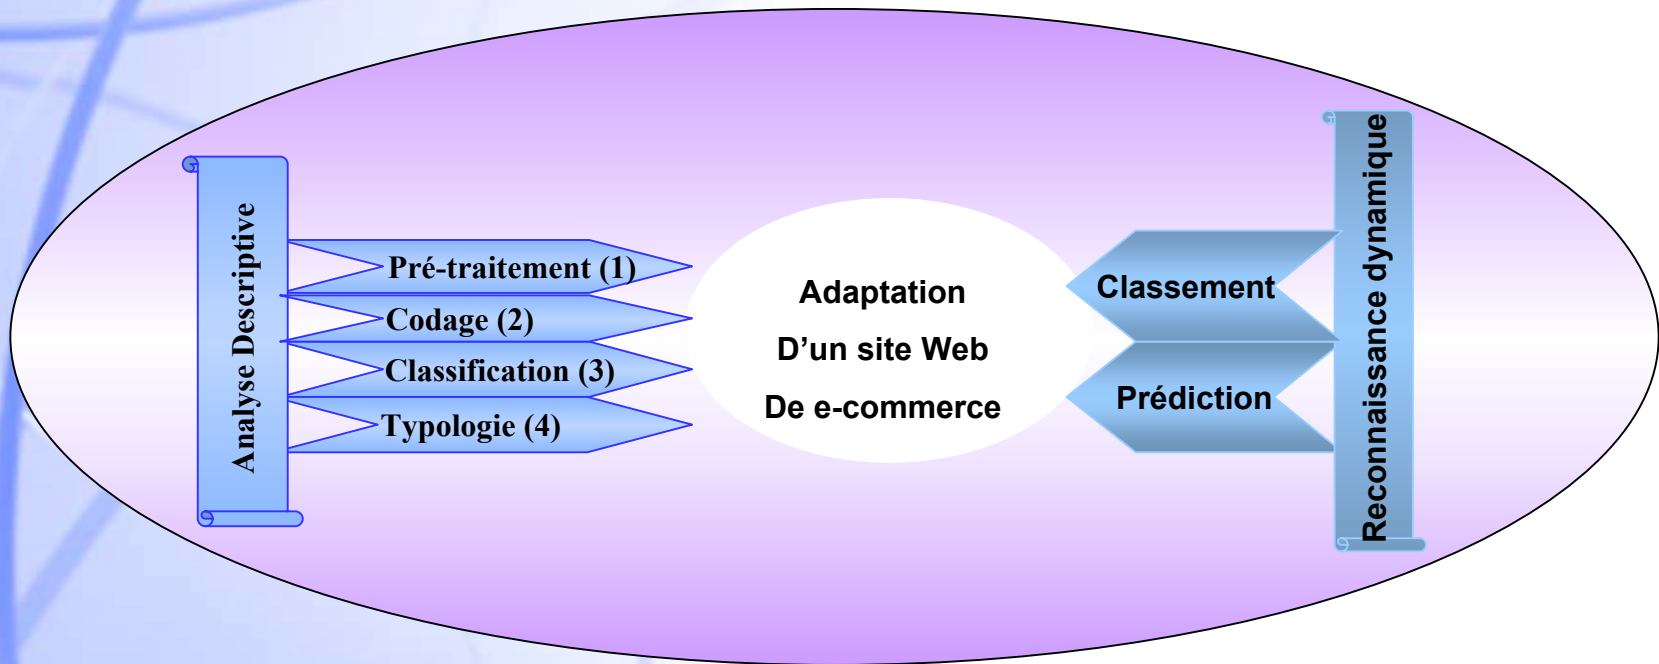 Analyse Descriptive
Pré-traitement (1)
Codage (2)
Classification (3)
Typologie (4)
Adaptation
D’un site Web
De e-commerce
Classement
Prédiction
Reconnaissance dynamique